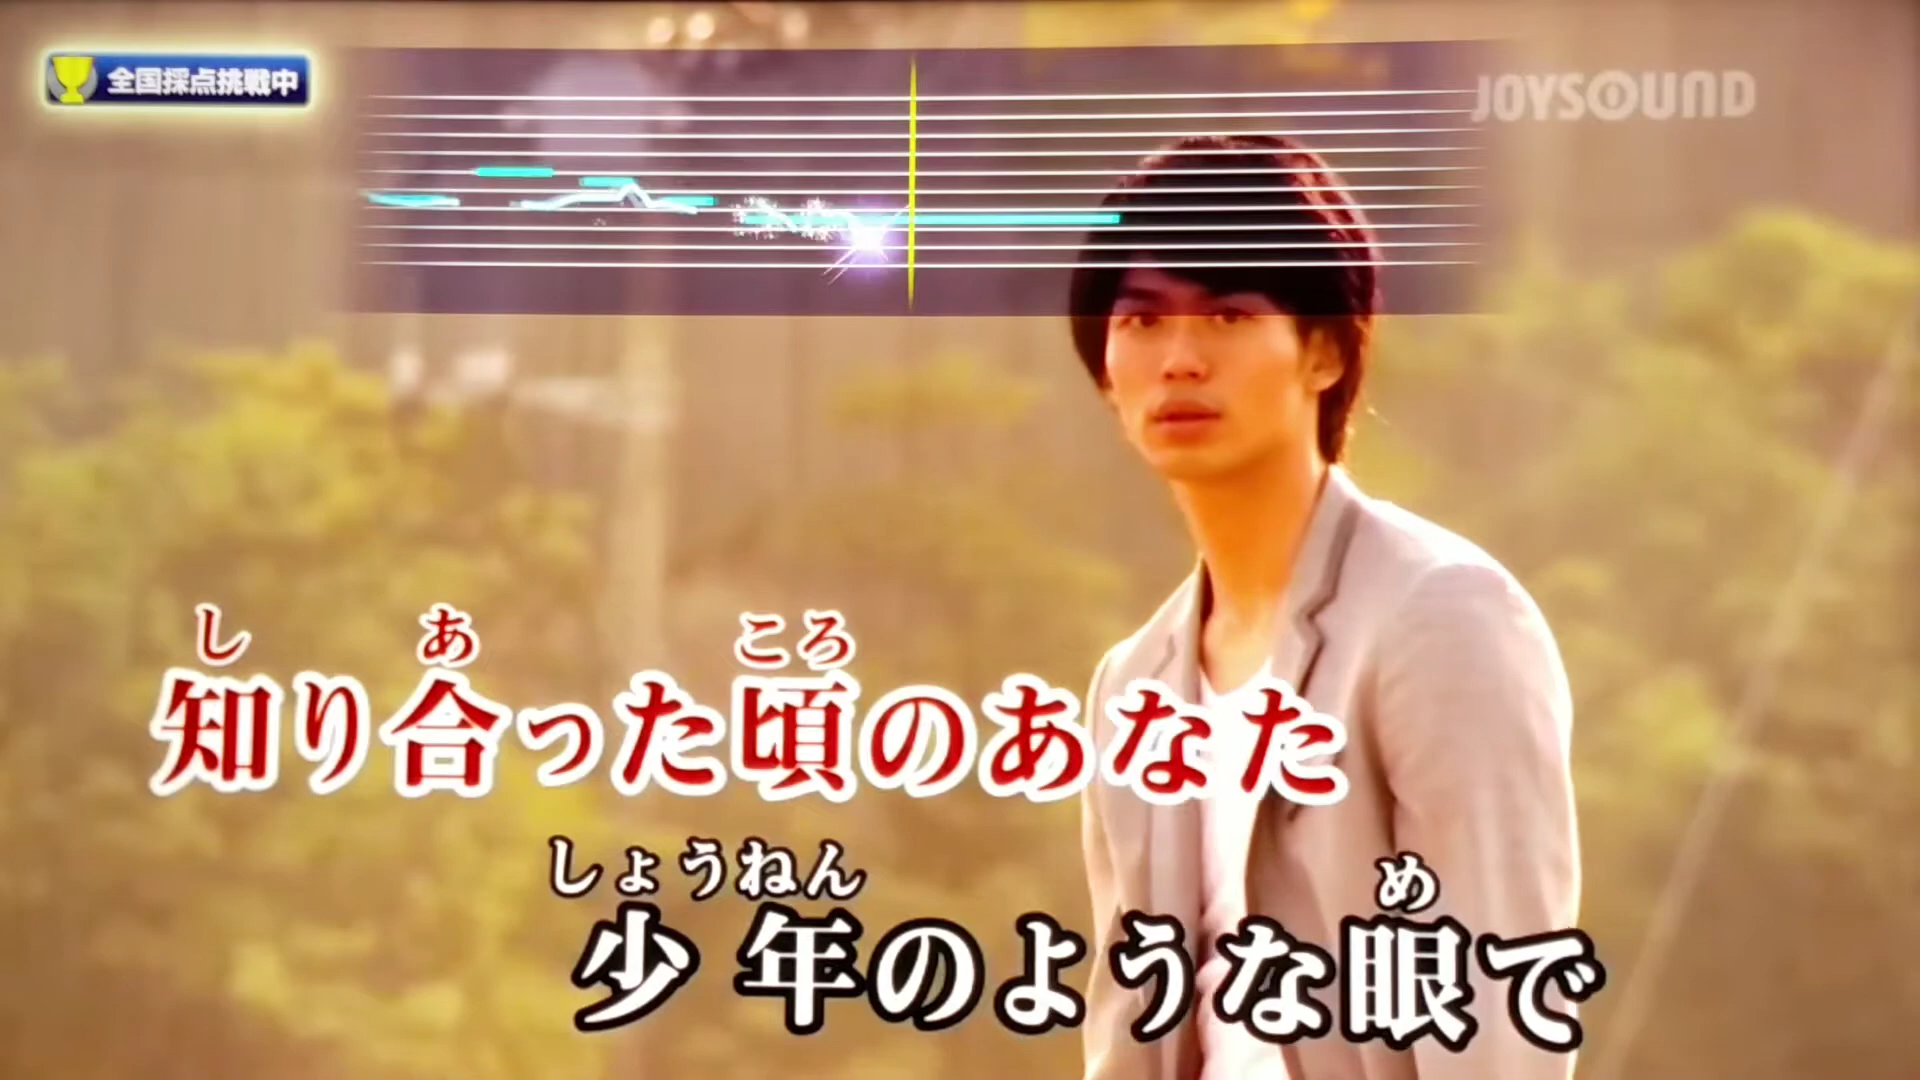 全国採点挑戦中
JOYSOUND
し あ ころ
知り合った頃のあなた
しょうねん め
少年のような眼で